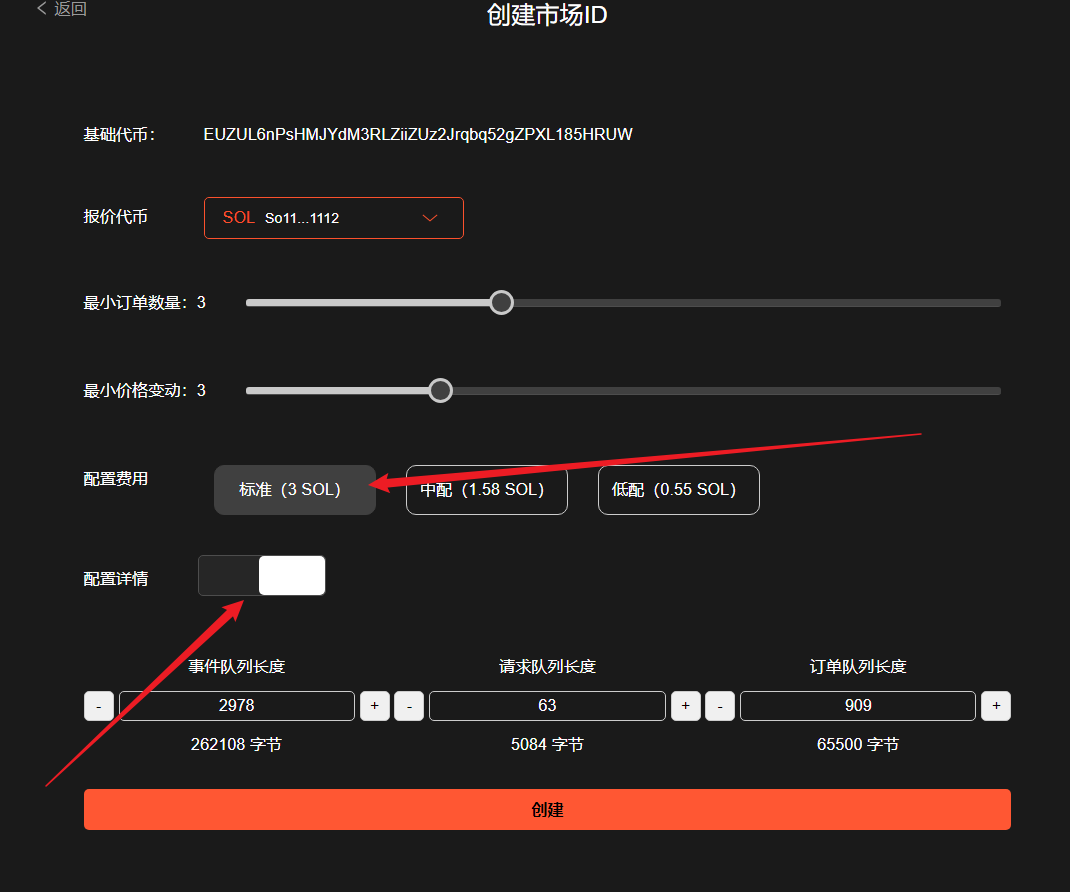 返回
创建市场ID
基础代币： EUZUL6nPsHMJYdM3RLZiiZUz2Jrqbq52gZPXL185HRUW
报价代币 SOL So11...1112
最小订单数量：3
最小价格变动：3
配置费用 标准（3 SOL） 中配（1.58 SOL） 低配（0.55 SOL）
配置详情
事件队列长度 请求队列长度 订单队列长度
- 2978 + - 63 + - 909 +
262108 字节 5084 字节 65500 字节
创建